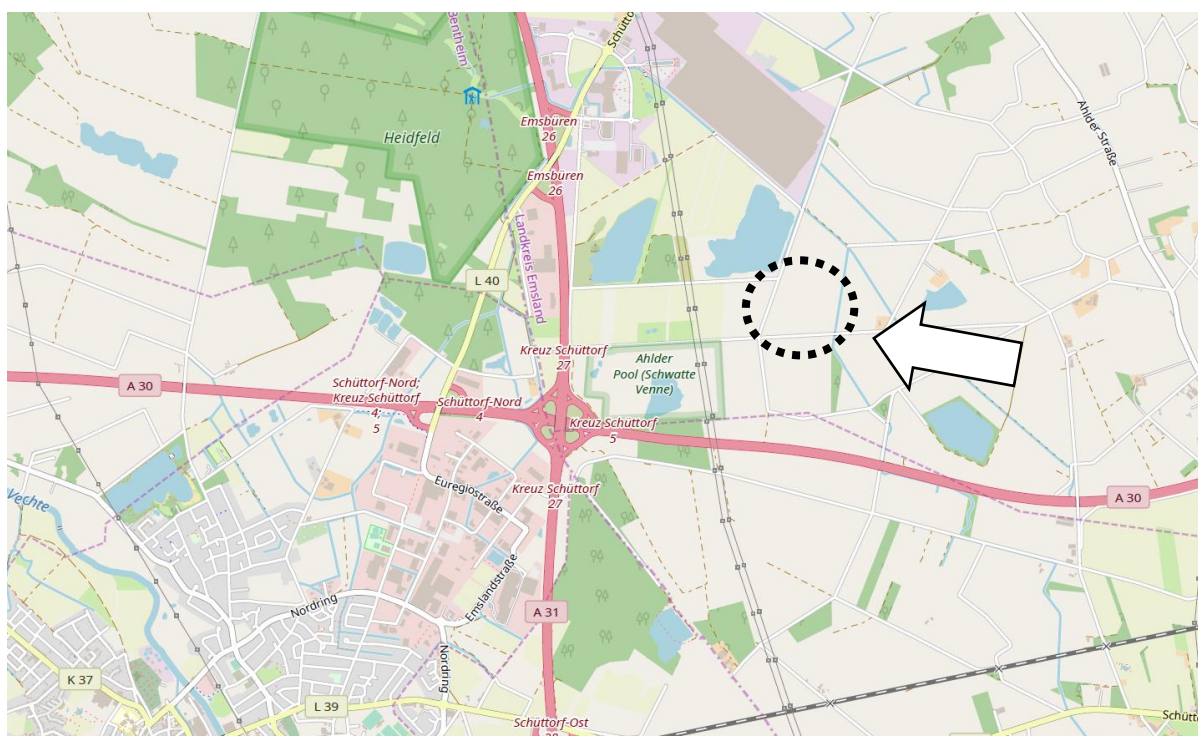 Bentheim
Schütto
Emsbüren
26
Heidfeld
Ahlder Straße
Emsbüren
26
Landkreis Emsland
L 40
Kreuz Schüttorf
27
Ahlder
Pool (Schwatte
Venne)
A 30
Schüttorf-Nord;
Kreuz Schüttorf
4;
5
Schüttorf-Nord
4
Kreuz Schüttorf
5
Euregiostraße
Kreuz Schüttorf
27
A 30
Vechte
Emslandstraße
Nordring
A 31
Nordring
K 37
L 39
Schüttorf-Ost
28
Schütt